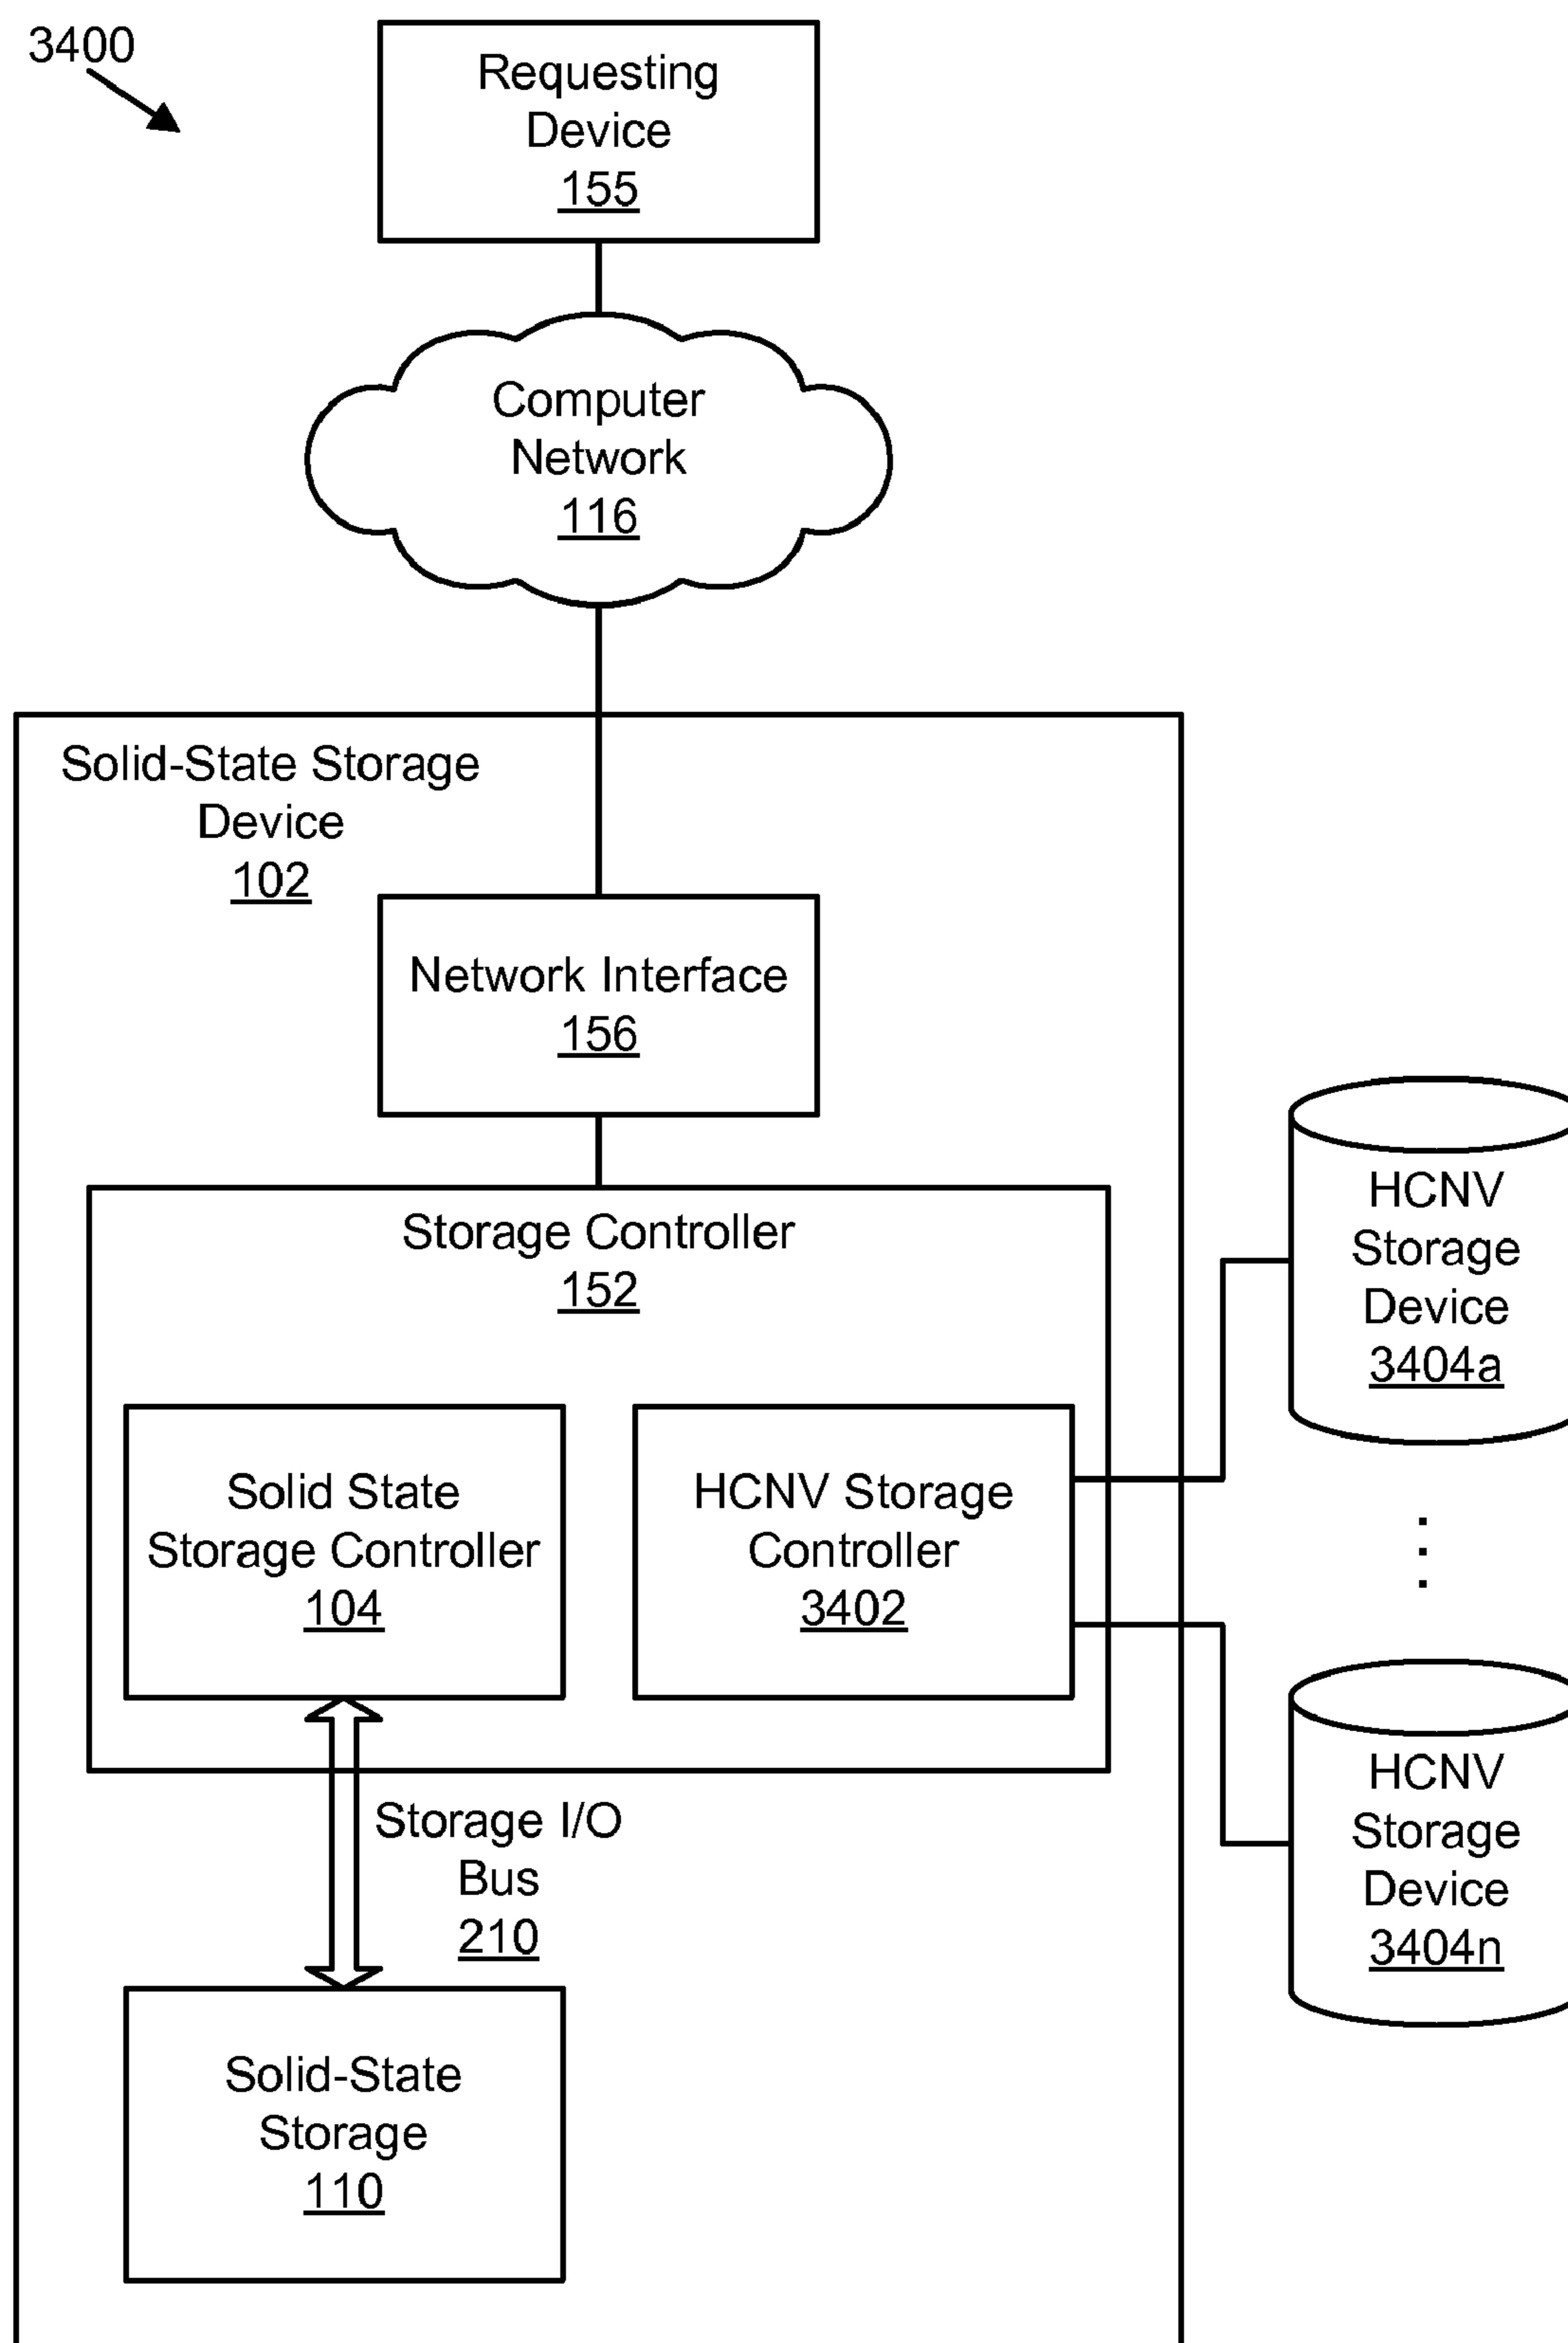 3400
Requesting
Device
155
Computer
Network
116
Solid-State Storage
Device
102
Network Interface
156
Storage Controller
152
Solid State
Storage Controller
104
HCNV Storage
Controller
3402
HCNV
Storage
Device
3404a
Storage I/O
Bus
210
HCNV
Storage
Device
3404n
Solid-State
Storage
110